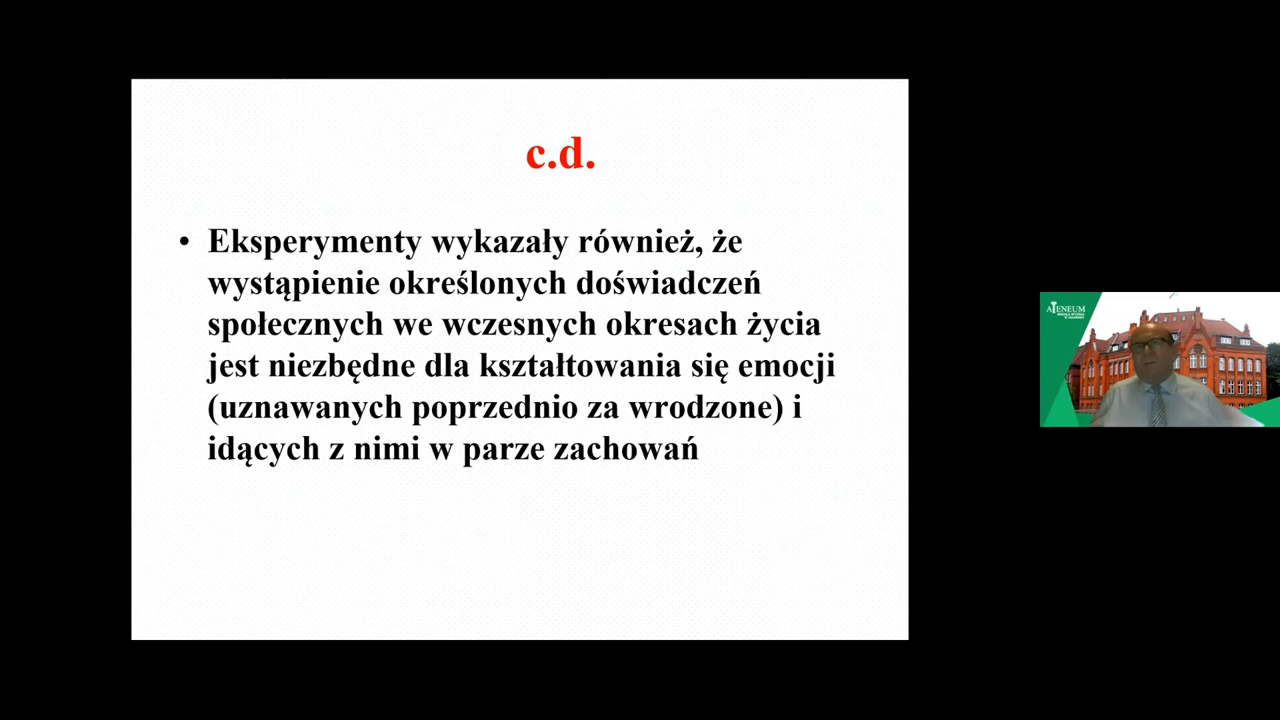 c.d.
• Eksperymenty wykazały również, że
wystąpienie określonych doświadczeń
społecznych we wczesnych okresach życia
jest niezbędne dla kształtowania się emocji
(uznawanych poprzednio za wrodzone) i
idących z nimi w parze zachowań
ATENEUM